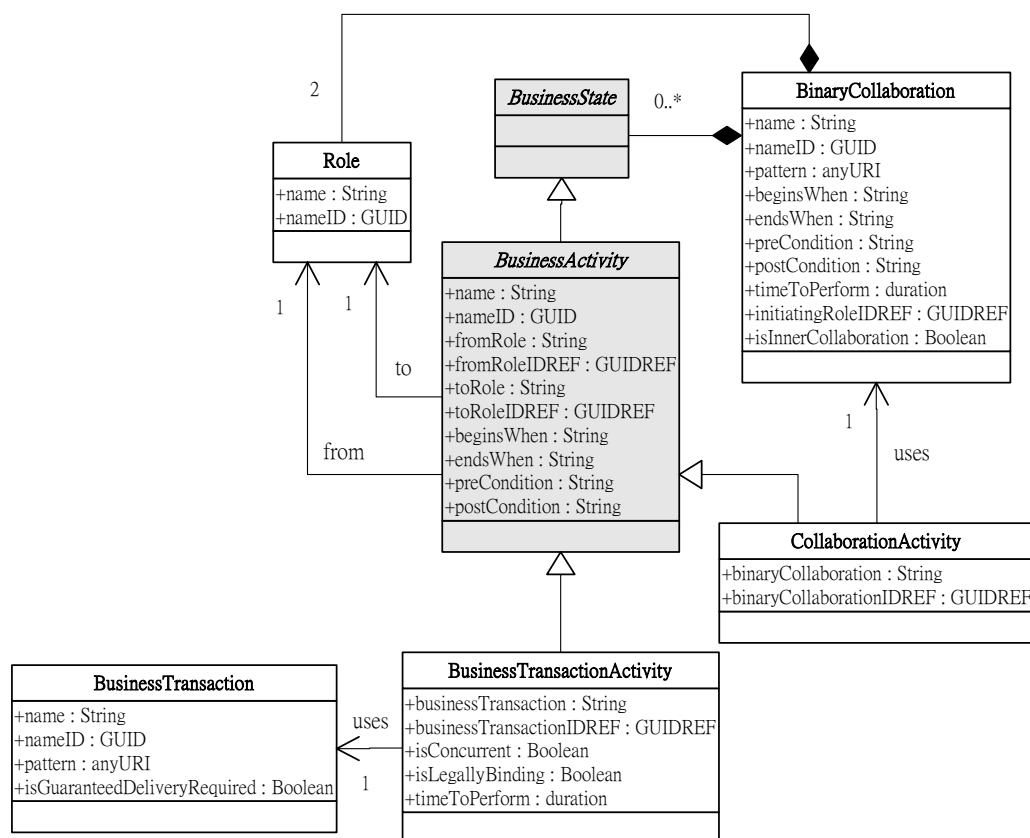 2
BusinessState
0..*
BinaryCollaboration
+name : String
+nameID : GUID
+pattern : anyURI
+beginsWhen : String
+endsWhen : String
+preCondition : String
+postCondition : String
+timeToPerform : duration
+initiatingRoleIDREF : GUIDREF
+isInnerCollaboration : Boolean
Role
+name : String
+nameID : GUID
1
1
to
from
BusinessActivity
+name : String
+nameID : GUID
+fromRole : String
+fromRoleIDREF : GUIDREF
+toRole : String
+toRoleIDREF : GUIDREF
+beginsWhen : String
+endsWhen : String
+preCondition : String
+postCondition : String
1
uses
CollaborationActivity
+binaryCollaboration : String
+binaryCollaborationIDREF : GUIDREF
BusinessTransaction
+name : String
+nameID : GUID
+pattern : anyURI
+isGuaranteedDeliveryRequired : Boolean
uses
1
BusinessTransactionActivity
+businessTransaction : String
+businessTransactionIDREF : GUIDREF
+isConcurrent : Boolean
+isLegallyBinding : Boolean
+timeToPerform : duration